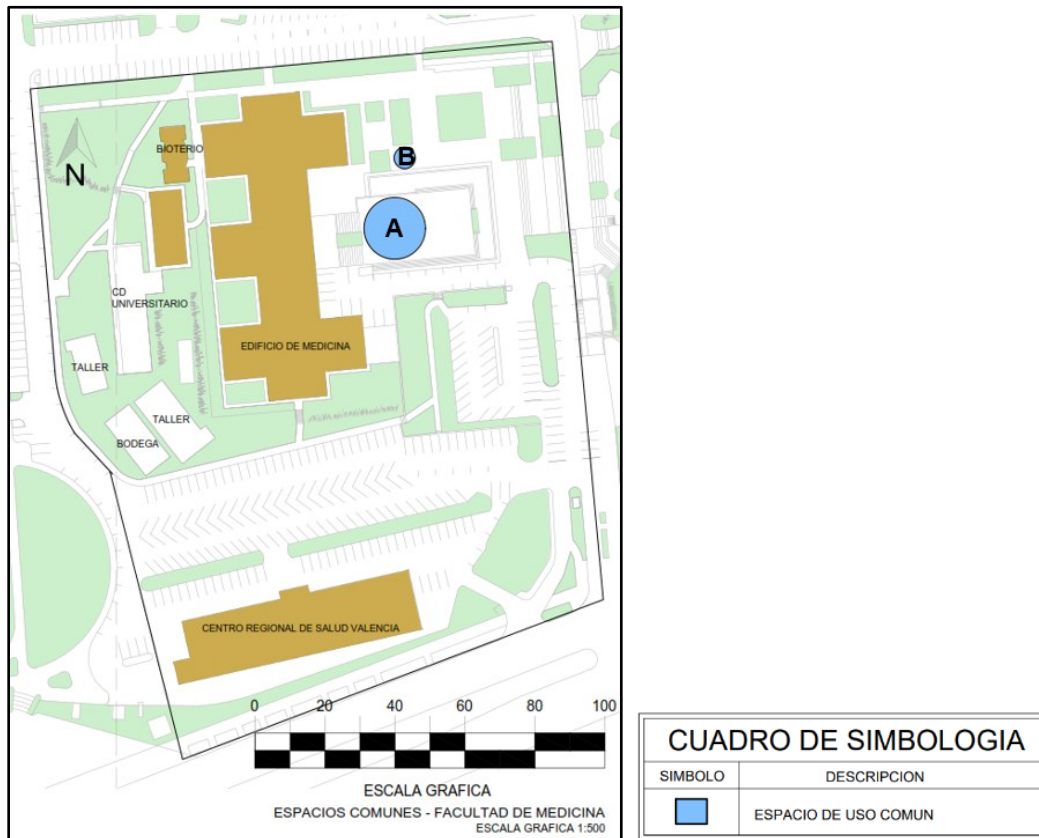 B
BIOTERIO
N
A
CD
UNIVERSITARIO
EDIFICIO DE MEDICINA
TALLER
TALLER
BODEGA
CENTRO REGIONAL DE SALUD VALENCIA
0 20 40 60 80 100
ESCALA GRAFICA
ESPACIOS COMUNES - FACULTAD DE MEDICINA
ESCALA GRAFICA 1:500
CUADRO DE SIMBOLOGIA
SIMBOLO DESCRIPCION
ESPACIO DE USO COMUN